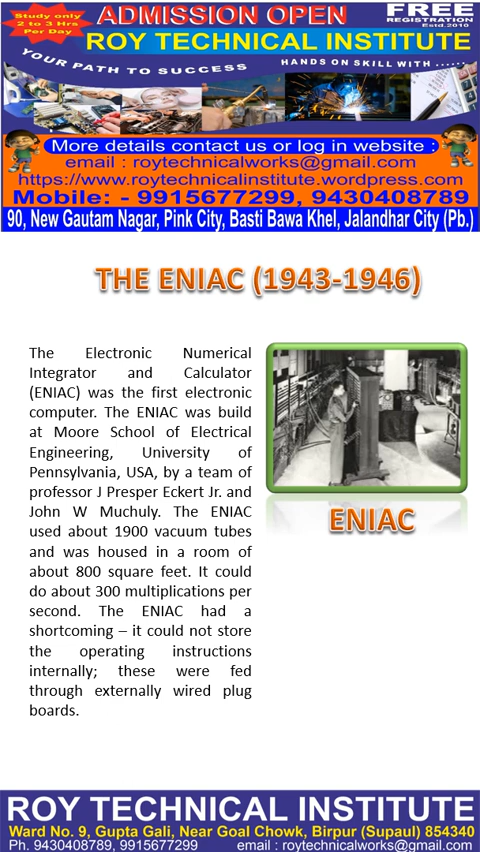 Study only
2 to 3 Hrs
Per Day
ADMISSION OPEN
FREE
REGISTRATION
Estd.2010
ROY TECHNICAL INSTITUTE
YOUR PATH TO SUCCESS
HANDS ON SKILL WITH ......
More details contact us or log in website :
email : roytechnicalworks@gmail.com
https://www.roytechnicalinstitute.wordpress.com
Mobile: - 9915677299, 9430408789
90, New Gautam Nagar, Pink City, Basti Bawa Khel, Jalandhar City (Pb.)
THE ENIAC (1943-1946)
The Electronic Numerical
Integrator and Calculator
(ENIAC) was the first electronic
computer. The ENIAC was build
at Moore School of Electrical
Engineering, University of
Pennsylvania, USA, by a team of
professor J Presper Eckert Jr. and
John W Muchuly. The ENIAC
used about 1900 vacuum tubes
and was housed in a room of
about 800 square feet. It could
do about 300 multiplications per
second. The ENIAC had a
shortcoming – it could not store
the operating instructions
internally; these were fed
through externally wired plug
boards.
ENIAC
ROY TECHNICAL INSTITUTE
Ward No. 9, Gupta Gali, Near Goal Chowk, Birpur (Supaul) 854340
Ph. 9430408789, 9915677299 email : roytechnicalworks@gmail.com